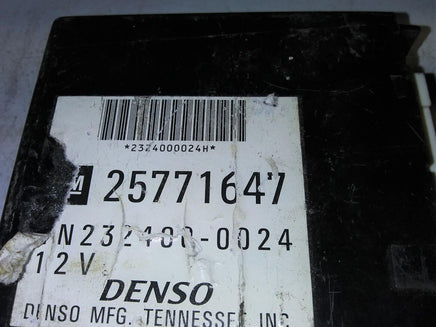 *2324000024H*
GM 25771647
N232400-0024
12V
DENSO
DENSO MFG. TENNESSEE, INC